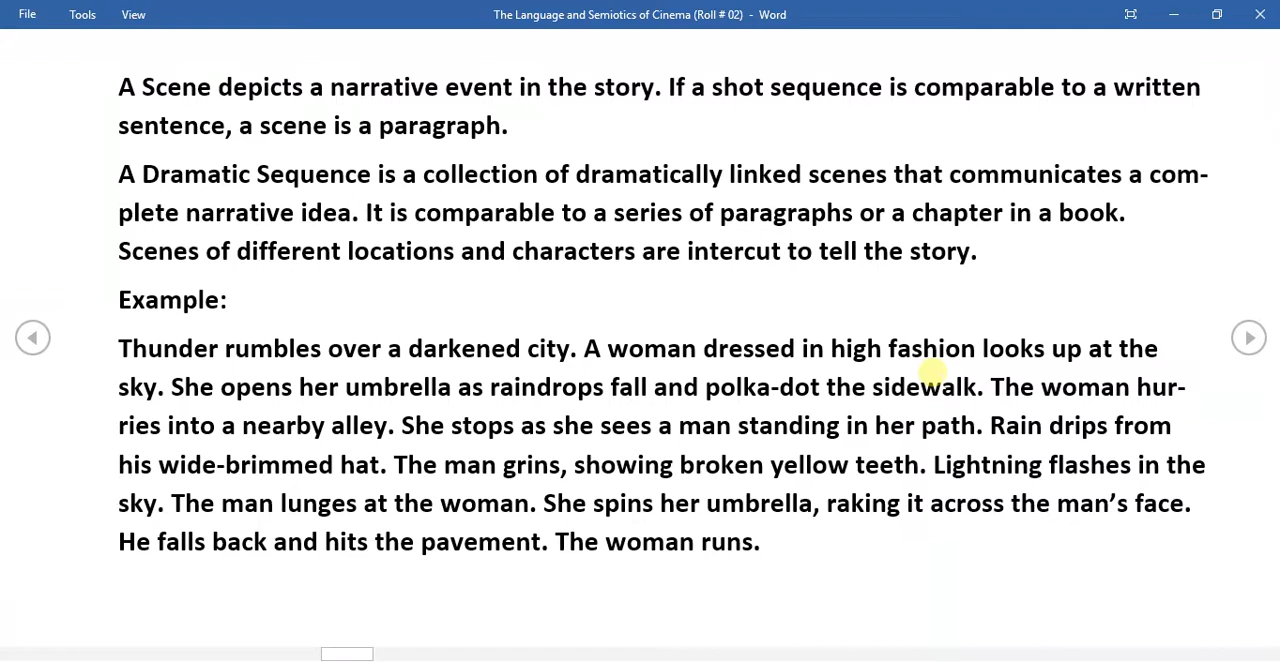 File Tools View The Language and Semiotics of Cinema (Roll # 02) - Word
A Scene depicts a narrative event in the story. If a shot sequence is comparable to a written
sentence, a scene is a paragraph.
A Dramatic Sequence is a collection of dramatically linked scenes that communicates a com-
plete narrative idea. It is comparable to a series of paragraphs or a chapter in a book.
Scenes of different locations and characters are intercut to tell the story.
Example:
Thunder rumbles over a darkened city. A woman dressed in high fashion looks up at the
sky. She opens her umbrella as raindrops fall and polka-dot the sidewalk. The woman hur-
ries into a nearby alley. She stops as she sees a man standing in her path. Rain drips from
his wide-brimmed hat. The man grins, showing broken yellow teeth. Lightning flashes in the
sky. The man lunges at the woman. She spins her umbrella, raking it across the man’s face.
He falls back and hits the pavement. The woman runs.